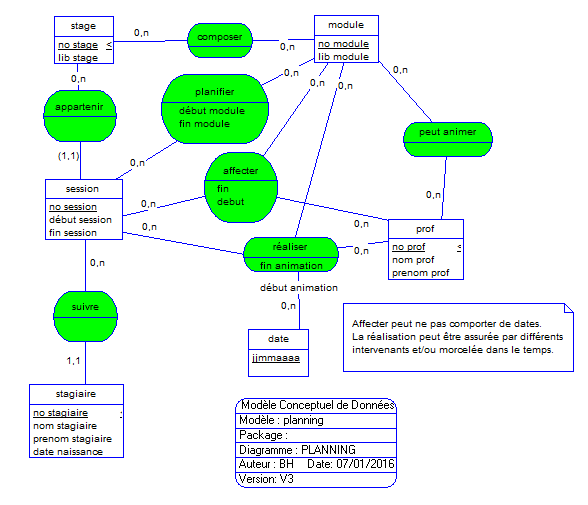 stage
no stage <
lib stage
0,n
composer
0,n
module
no module
lib module
0,n
appartenir
(1,1)
planifier
début module
fin module
0,n
0,n
0,n
0,n
0,n
peut animer
0,n
session
no session
début session
fin session
affecter
fin
debut
0,n
0,n
0,n
prof
no prof <
nom prof
prenom prof
0,n
réaliser
fin animation
0,n
début animation
0,n
date
jjmmaaaa
0,n
suivre
1,1
stagiaire
no stagiaire
nom stagiaire
prenom stagiaire
date naissance
Affecter peut ne pas comporter de dates.
La réalisation peut être assurée par différents
intervenants et/ou morcelée dans le temps.
Modèle Conceptuel de Données
Modèle : planning
Package :
Diagramme : PLANNING
Auteur : BH Date: 07/01/2016
Version: V3